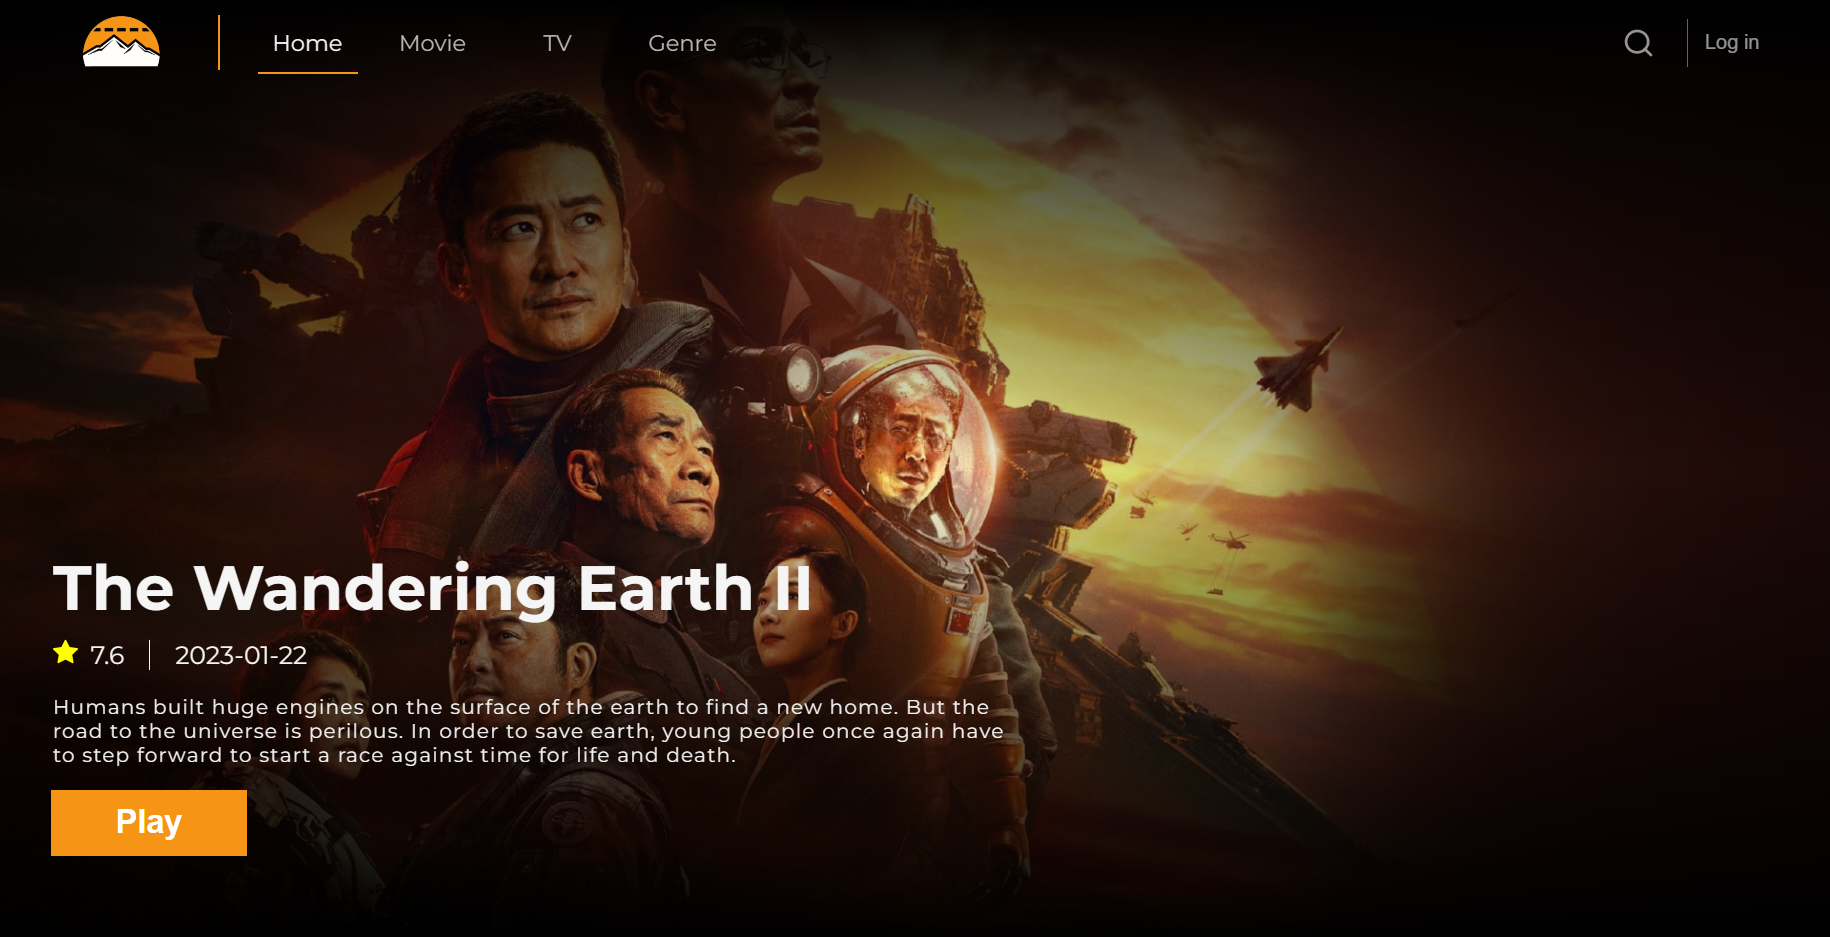 Home Movie TV Genre Log in
The Wandering Earth II
7.6 2023-01-22
Humans built huge engines on the surface of the earth to find a new home. But the
road to the universe is perilous. In order to save earth, young people once again have
to step forward to start a race against time for life and death.
Play